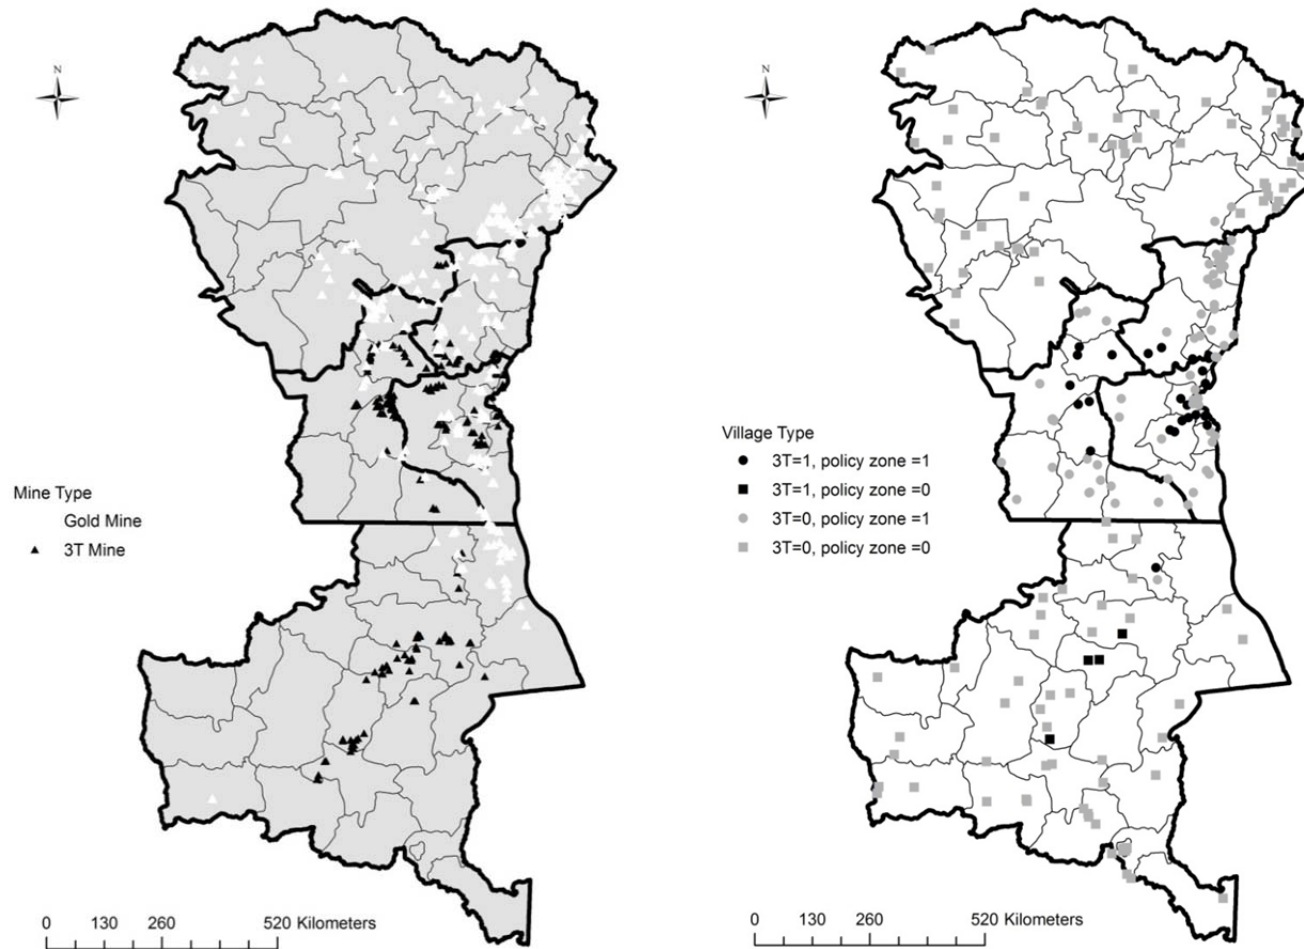 N
Mine Type
Gold Mine
3T Mine
0 130 260 520 Kilometers
N
Village Type
3T=1, policy zone =1
3T=1, policy zone =0
3T=0, policy zone =1
3T=0, policy zone =0
0 130 260 520 Kilometers